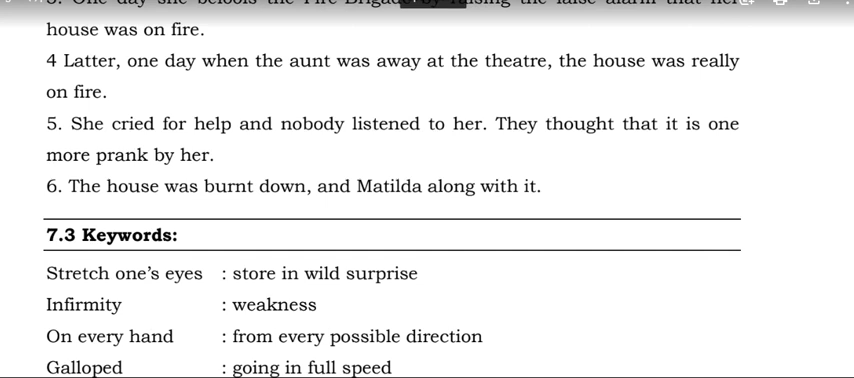 house was on fire.
4 Latter, one day when the aunt was away at the theatre, the house was really
on fire.
5. She cried for help and nobody listened to her. They thought that it is one
more prank by her.
6. The house was burnt down, and Matilda along with it.
7.3 Keywords:
Stretch one’s eyes : store in wild surprise
Infirmity : weakness
On every hand : from every possible direction
Galloped : going in full speed